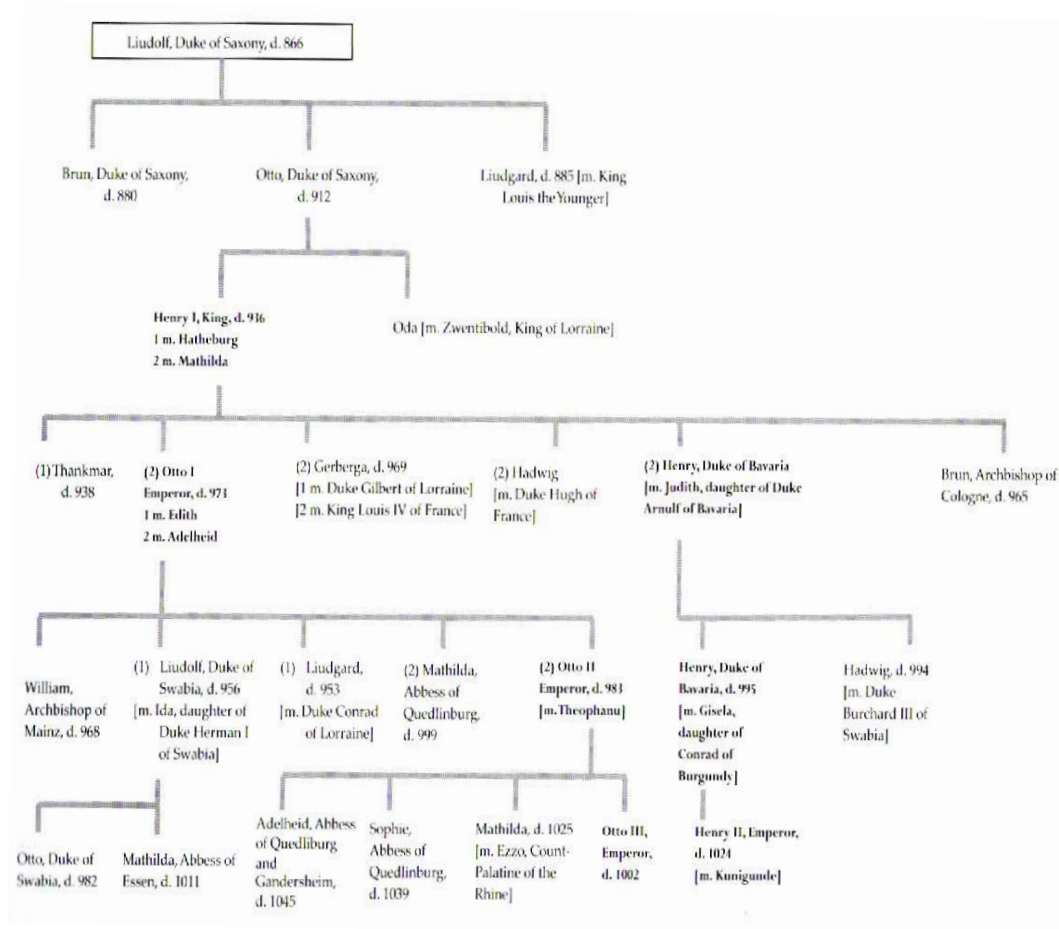 Liudolf, Duke of Saxony, d. 866
Brun, Duke of Saxony,
d. 880
Otto, Duke of Saxony,
d. 912
Liudgard, d. 885 [m. King
Louis the Younger]
Henry I, King, d. 936
1 m. Hatheburg
2 m. Mathilda
Oda [m. Zwentibold, King of Lorraine]
(1) Thankmar,
d. 938
(2) Otto I
Emperor, d. 973
1 m. Edith
2 m. Adelheid
(2) Gerberga, d. 969
[1 m. Duke Gilbert of Lorraine]
[2 m. King Louis IV of France]
(2) Hadwig
[m. Duke Hugh of
France]
(2) Henry, Duke of Bavaria
[m. Judith, daughter of Duke
Arnulf of Bavaria]
Brun, Archbishop of
Cologne, d. 965
William,
Archbishop of
Mainz, d. 968
(1) Liudolf, Duke of
Swabia, d. 956
[m. Ida, daughter of
Duke Herman I
of Swabia]
(1) Liudgard,
d. 953
[m. Duke Conrad
of Lorraine]
(2) Mathilda,
Abbess of
Quedlinburg,
d. 999
(2) Otto II
Emperor, d. 983
[m.Theophanu]
Henry, Duke of
Bavaria, d. 995
[m. Gisela,
daughter of
Conrad of
Burgundy]
Hadwig, d. 994
[m. Duke
Burchard III of
Swabia]
Otto, Duke of
Swabia, d. 982
Mathilda, Abbess of
Essen, d. 1011
Adelheid, Abbess
of Quedliburg
and
Gandersheim,
d. 1045
Sophie,
Abbess of
Quedlinburg,
d. 1039
Mathilda, d. 1025
[m. Ezzo, Count-
Palatine of the
Rhine]
Otto III,
Emperor,
d. 1002
Henry II, Emperor,
d. 1024
[m. Kunigunde]